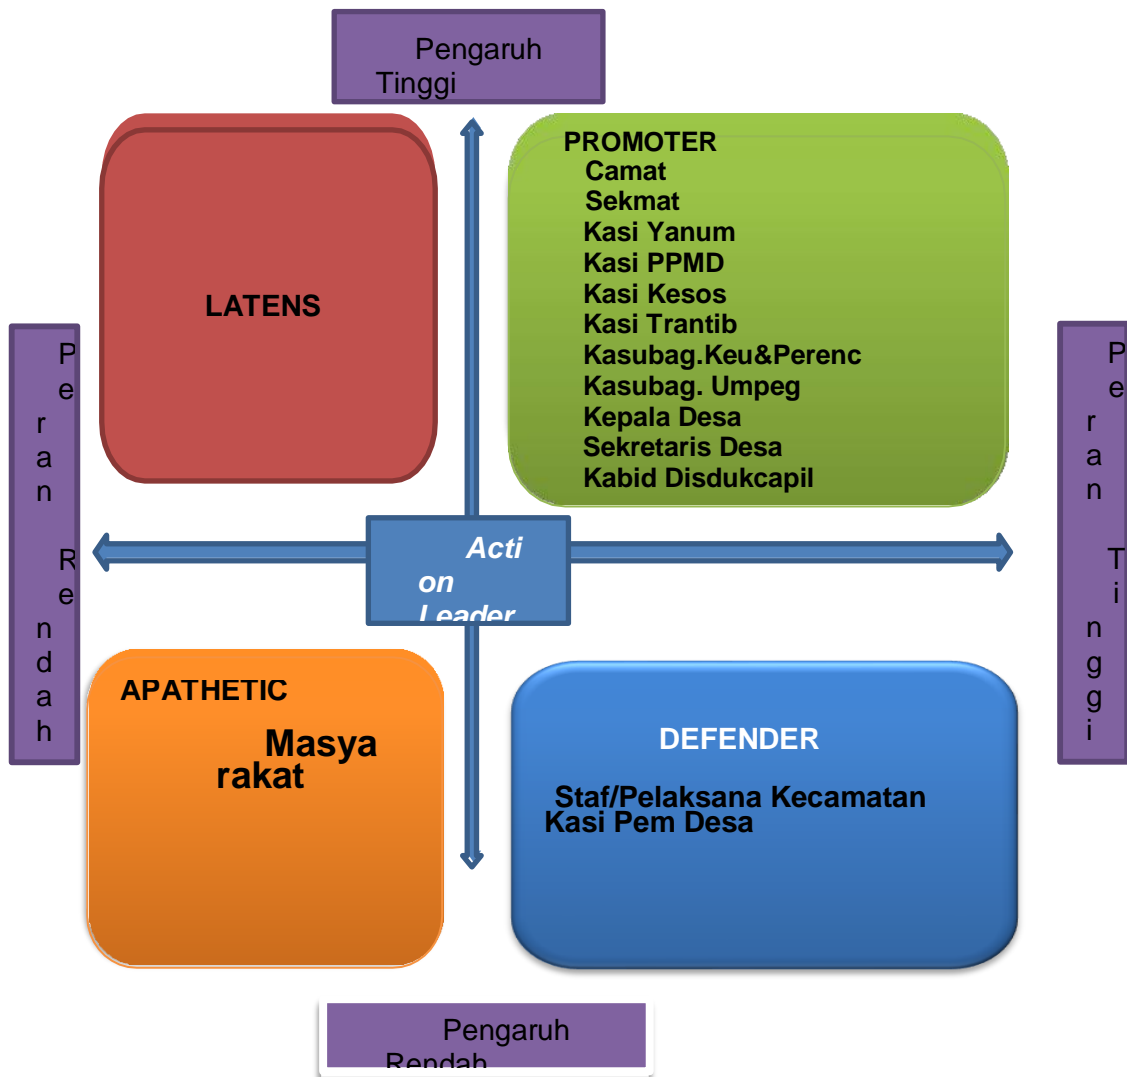 Pengaruh
Tinggi
PROMOTER
Camat
Sekmat
Kasi Yanum
Kasi PPMD
Kasi Kesos
Kasi Trantib
Kasubag.Keu&Perenc
Kasubag. Umpeg
Kepala Desa
Sekretaris Desa
Kabid Disdukcapil
LATENS
P
e
r
a
n
R
e
n
d
a
h
P
e
r
a
n
T
i
n
g
g
i
Acti
on
Leader
APATHETIC
Masya
rakat
DEFENDER
Staf/Pelaksana Kecamatan
Kasi Pem Desa
Pengaruh
Rendah